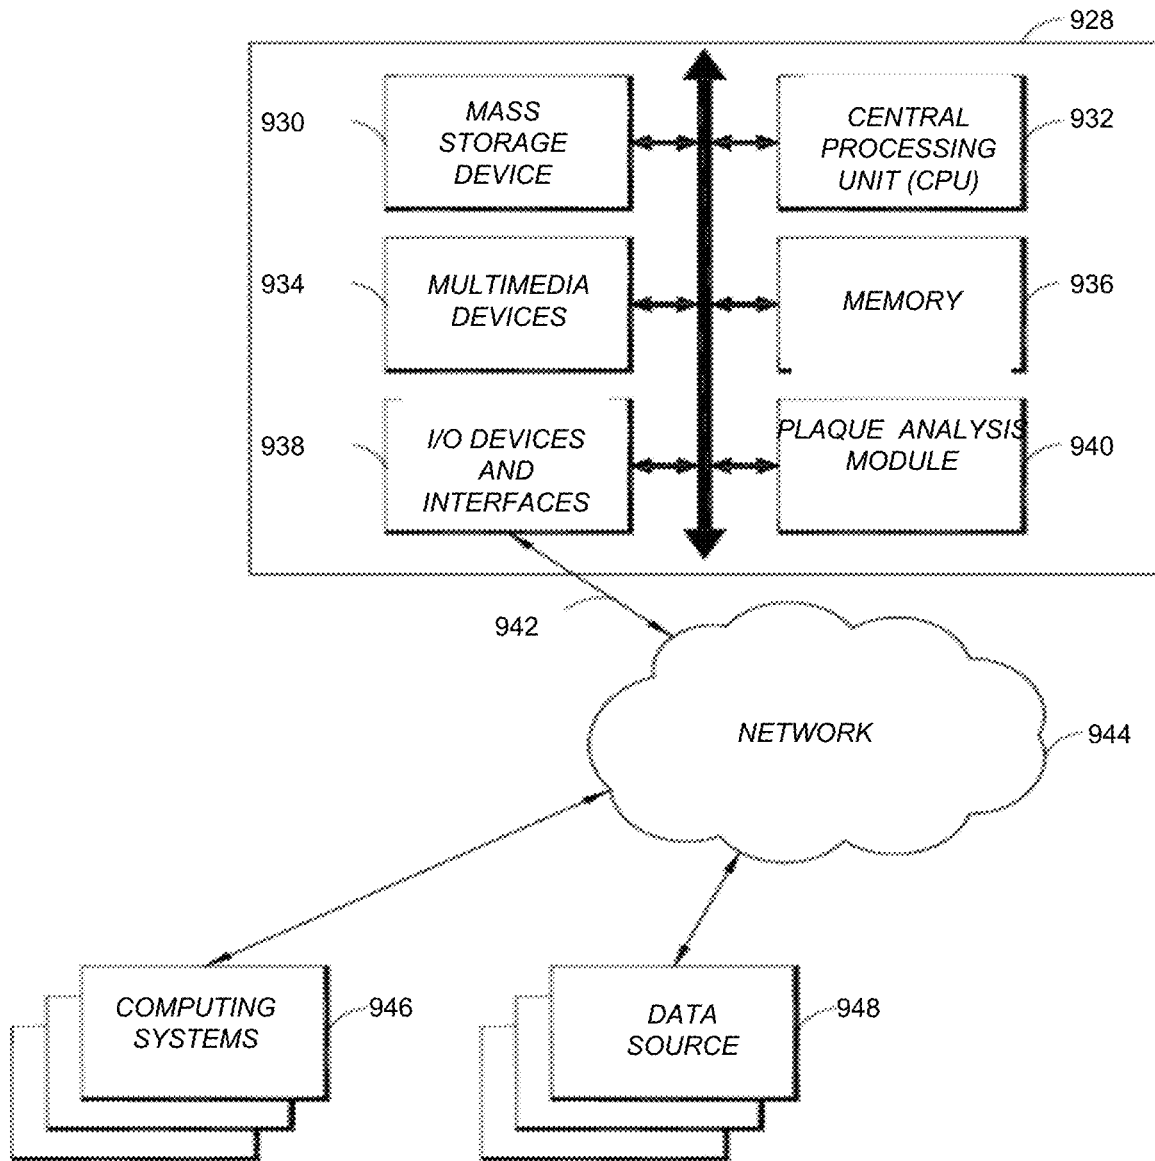 928
930
MASS
STORAGE
DEVICE
CENTRAL
PROCESSING
UNIT (CPU)
932
934
MULTIMEDIA
DEVICES
MEMORY
936
938
I/O DEVICES
AND
INTERFACES
PLAQUE ANALYSIS
MODULE
940
942
NETWORK
944
COMPUTING
SYSTEMS
946
DATA
SOURCE
948